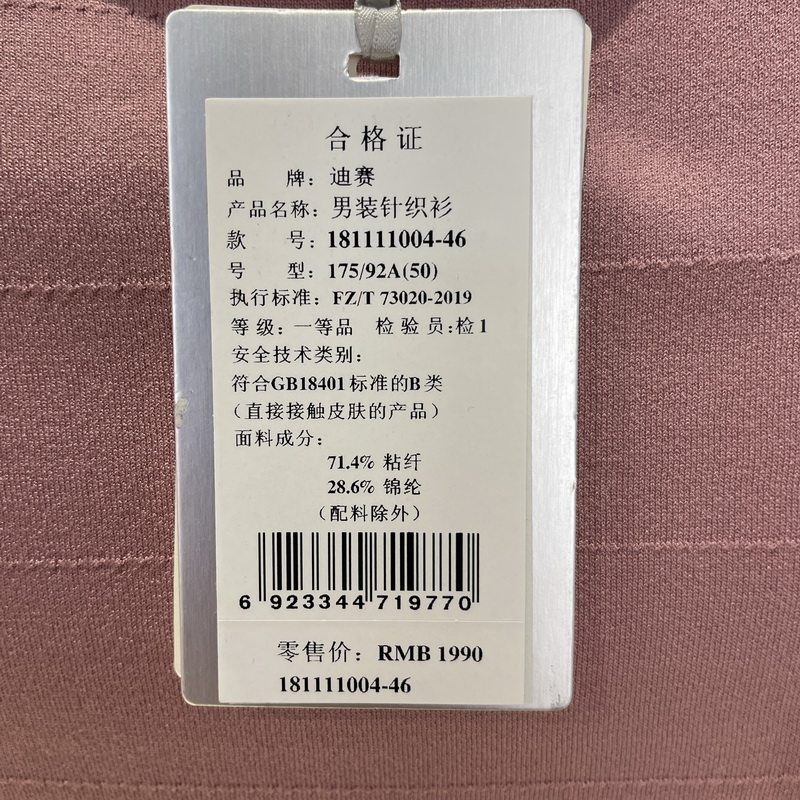 合格证
品 牌：迪赛
产品名称：男装针织衫
款 号：181111004-46
号 型：175/92A(50)
执行标准：FZ/T 73020-2019
等级：一等品 检验员:检1
安全技术类别：
符合GB18401标准的B类
（直接接触皮肤的产品）
面料成分：
71.4% 粘纤
28.6% 锦纶
（配料除外）
6 923344 719770
零售价：RMB 1990
181111004-46